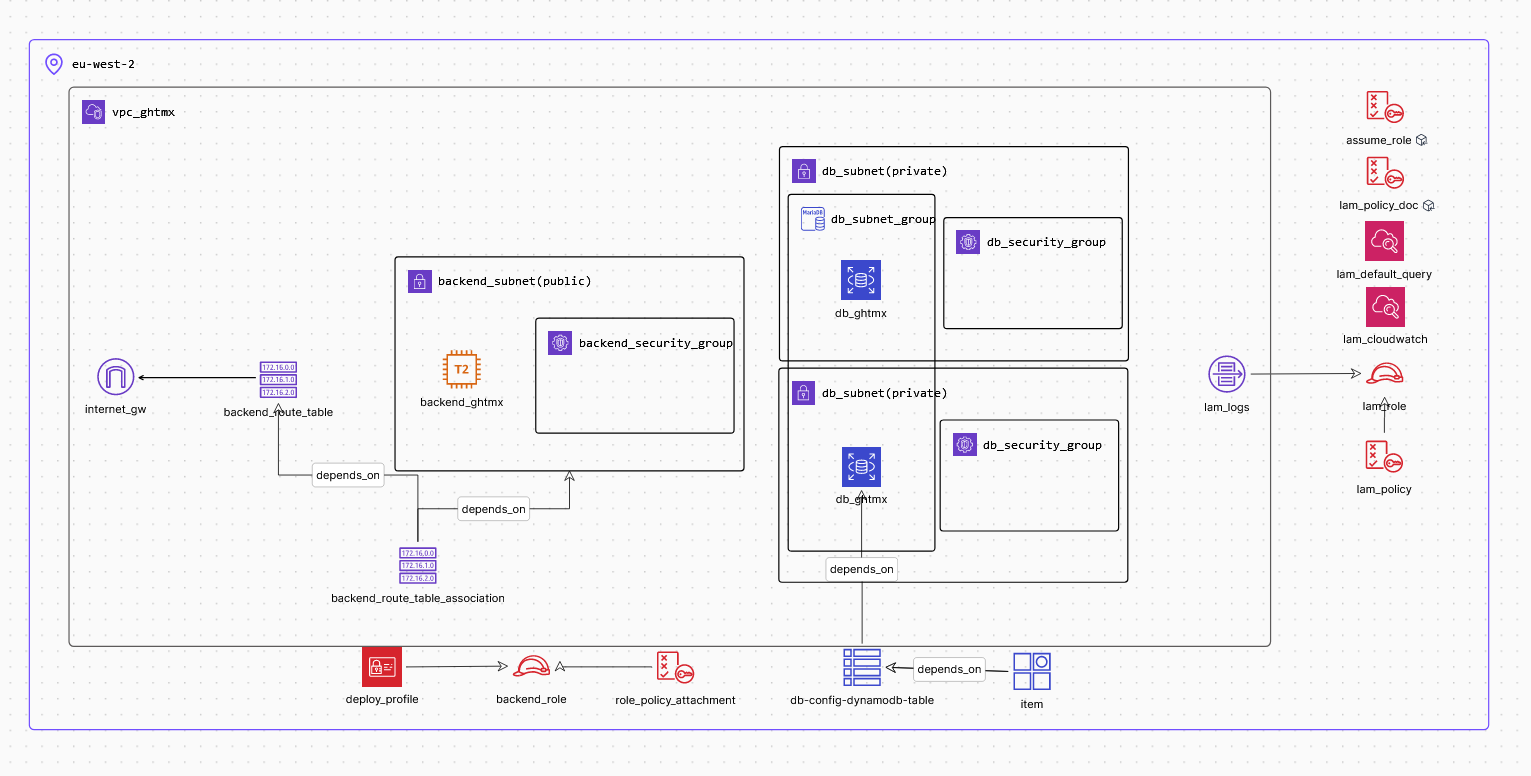 eu-west-2
vpc_ghtmx
assume_role
lam_policy_doc
lam_default_query
lam_cloudwatch
lam_role
lam_policy
lam_logs
db_subnet(private)
MariaDB
db_subnet_group
db_security_group
db_ghtmx
db_subnet(private)
db_security_group
db_ghtmx
depends_on
backend_subnet(public)
backend_security_group
T2
backend_ghtmx
internet_gw
172.16.0.0
172.16.1.0
172.16.2.0
backend_route_table
depends_on
depends_on
172.16.0.0
172.16.1.0
172.16.2.0
backend_route_table_association
deploy_profile
backend_role
role_policy_attachment
db-config-dynamodb-table
depends_on
item